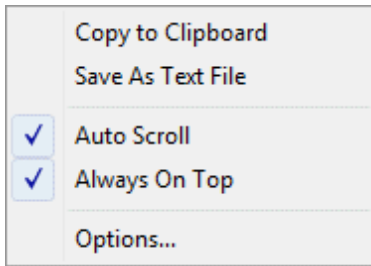 Copy to Clipboard
Save As Text File
Auto Scroll
Always On Top
Options...